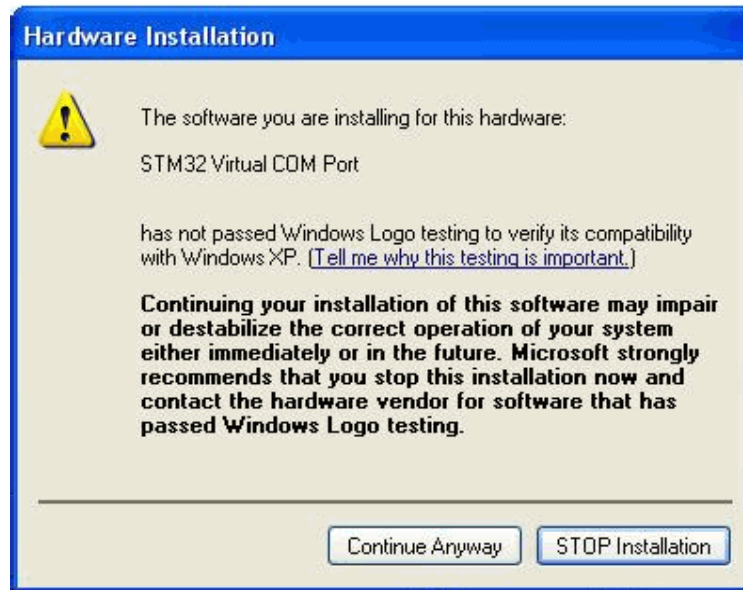 Hardware Installation
The software you are installing for this hardware:
STM32 Virtual COM Port
has not passed Windows Logo testing to verify its compatibility
with Windows XP. (Tell me why this testing is important.)
Continuing your installation of this software may impair
or destabilize the correct operation of your system
either immediately or in the future. Microsoft strongly
recommends that you stop this installation now and
contact the hardware vendor for software that has
passed Windows Logo testing.
Continue Anyway
STOP Installation